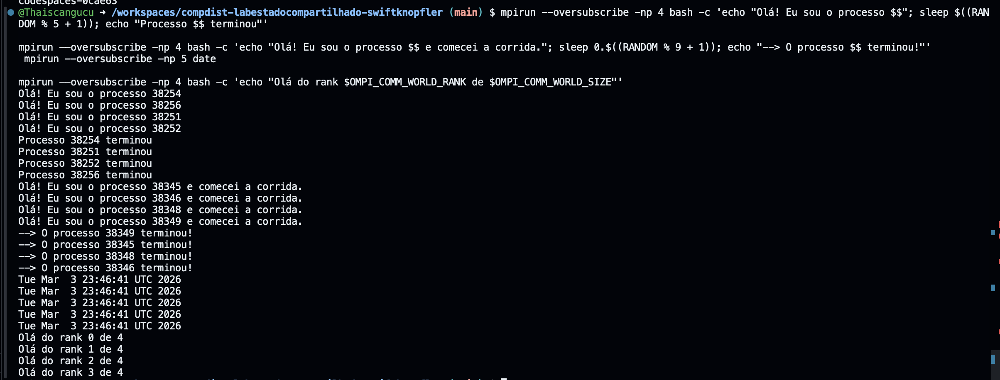 codespaces-0cae63
@Thaiscangucu ➜ /workspaces/compdist-labestadocompartilhado-swiftknopfler (main) $ mpirun --oversubscribe -np 4 bash -c 'echo "Olá! Eu sou o processo $$"; sleep $((RAN
DOM % 5 + 1)); echo "Processo $$ terminou"'
mpirun --oversubscribe -np 4 bash -c 'echo "Olá! Eu sou o processo $$ e comecei a corrida."; sleep 0.$((RANDOM % 9 + 1)); echo "--> O processo $$ terminou!"'
mpirun --oversubscribe -np 5 date
mpirun --oversubscribe -np 4 bash -c 'echo "Olá do rank $OMPI_COMM_WORLD_RANK de $OMPI_COMM_WORLD_SIZE"'
Olá! Eu sou o processo 38254
Olá! Eu sou o processo 38256
Olá! Eu sou o processo 38251
Olá! Eu sou o processo 38252
Processo 38254 terminou
Processo 38251 terminou
Processo 38252 terminou
Processo 38256 terminou
Olá! Eu sou o processo 38345 e comecei a corrida.
Olá! Eu sou o processo 38346 e comecei a corrida.
Olá! Eu sou o processo 38348 e comecei a corrida.
Olá! Eu sou o processo 38349 e comecei a corrida.
--> O processo 38349 terminou!
--> O processo 38345 terminou!
--> O processo 38348 terminou!
--> O processo 38346 terminou!
Tue Mar  3 23:46:41 UTC 2026
Tue Mar  3 23:46:41 UTC 2026
Tue Mar  3 23:46:41 UTC 2026
Tue Mar  3 23:46:41 UTC 2026
Tue Mar  3 23:46:41 UTC 2026
Olá do rank 0 de 4
Olá do rank 1 de 4
Olá do rank 2 de 4
Olá do rank 3 de 4